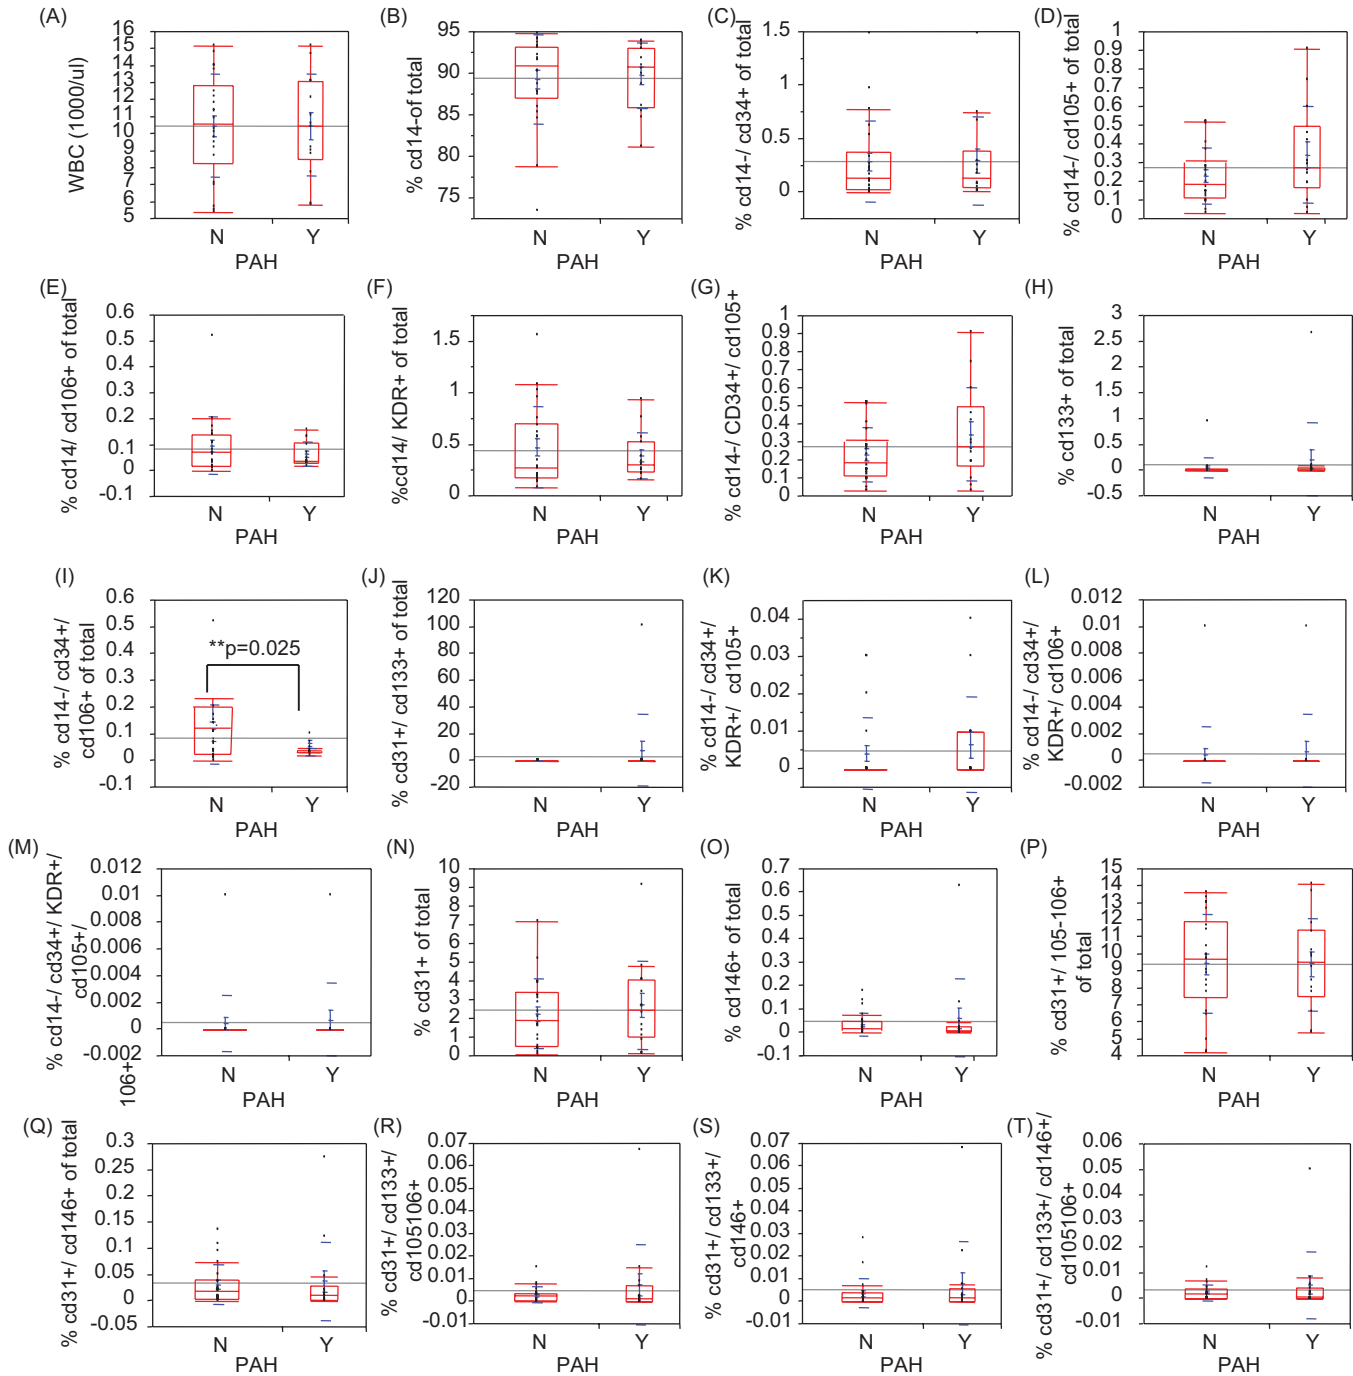 (A)
WBC (1000/ul)
16
15
14
13
12
11
10
9
8
7
6
5
N Y
PAH
(B)
% cd14-of total
95
90
85
80
75
N Y
PAH
(C)
% cd14-/ cd34+ of total
1.5
1
0.5
0
N Y
PAH
(D)
% cd14-/ cd105+ of total
1
0.9
0.8
0.7
0.6
0.5
0.4
0.3
0.2
0.1
0
N Y
PAH
(E)
% cd14/ cd106+ of total
0.6
0.5
0.4
0.3
0.2
0.1
0
-0.1
N Y
PAH
(F)
%cd14/ KDR+ of total
1.5
1
0.5
0
N Y
PAH
(G)
% cd14-/ CD34+/ cd105+
1
0.9
0.8
0.7
0.6
0.5
0.4
0.3
0.2
0.1
0
N Y
PAH
(H)
% cd133+ of total
3
2.5
2
1.5
1
0.5
0
-0.5
N Y
PAH
(I)
% cd14-/ cd34+/
cd106+ of total
0.6
0.5
0.4
0.3
0.2
0.1
0
-0.1
**p=0.025
N Y
PAH
(J)
% cd31+/ cd133+ of total
120
100
80
60
40
20
0
-20
N Y
PAH
(K)
% cd14-/ cd34+/
KDR+/ cd105+
0.04
0.03
0.02
0.01
0
N Y
PAH
(L)
% cd14-/ cd34+/
KDR+/ cd106+
0.012
0.01
0.008
0.006
0.004
0.002
0
-0.002
N Y
PAH
(M)
% cd14-/ cd34+/ KDR+/
cd105+/
106+
0.012
0.01
0.008
0.006
0.004
0.002
0
-0.002
N Y
PAH
(N)
% cd31+ of total
10
9
8
7
6
5
4
3
2
1
0
N Y
PAH
(O)
% cd146+ of total
0.7
0.6
0.5
0.4
0.3
0.2
0.1
0
-0.1
N Y
PAH
(P)
% cd31+/ 105-106+
of total
15
14
13
12
11
10
9
8
7
6
5
4
N Y
PAH
(Q)
% cd31+/ cd146+ of total
0.3
0.25
0.2
0.15
0.1
0.05
0
-0.05
N Y
PAH
(R)
% cd31+/ cd133+/
cd105106+
0.07
0.06
0.05
0.04
0.03
0.02
0.01
0
-0.01
N Y
PAH
(S)
% cd31+/ cd133+/
cd146+
0.07
0.06
0.05
0.04
0.03
0.02
0.01
0
-0.01
N Y
PAH
(T)
% cd31+/ cd133+/ cd146+/
cd105106+
0.06
0.05
0.04
0.03
0.02
0.01
0
-0.01
N Y
PAH